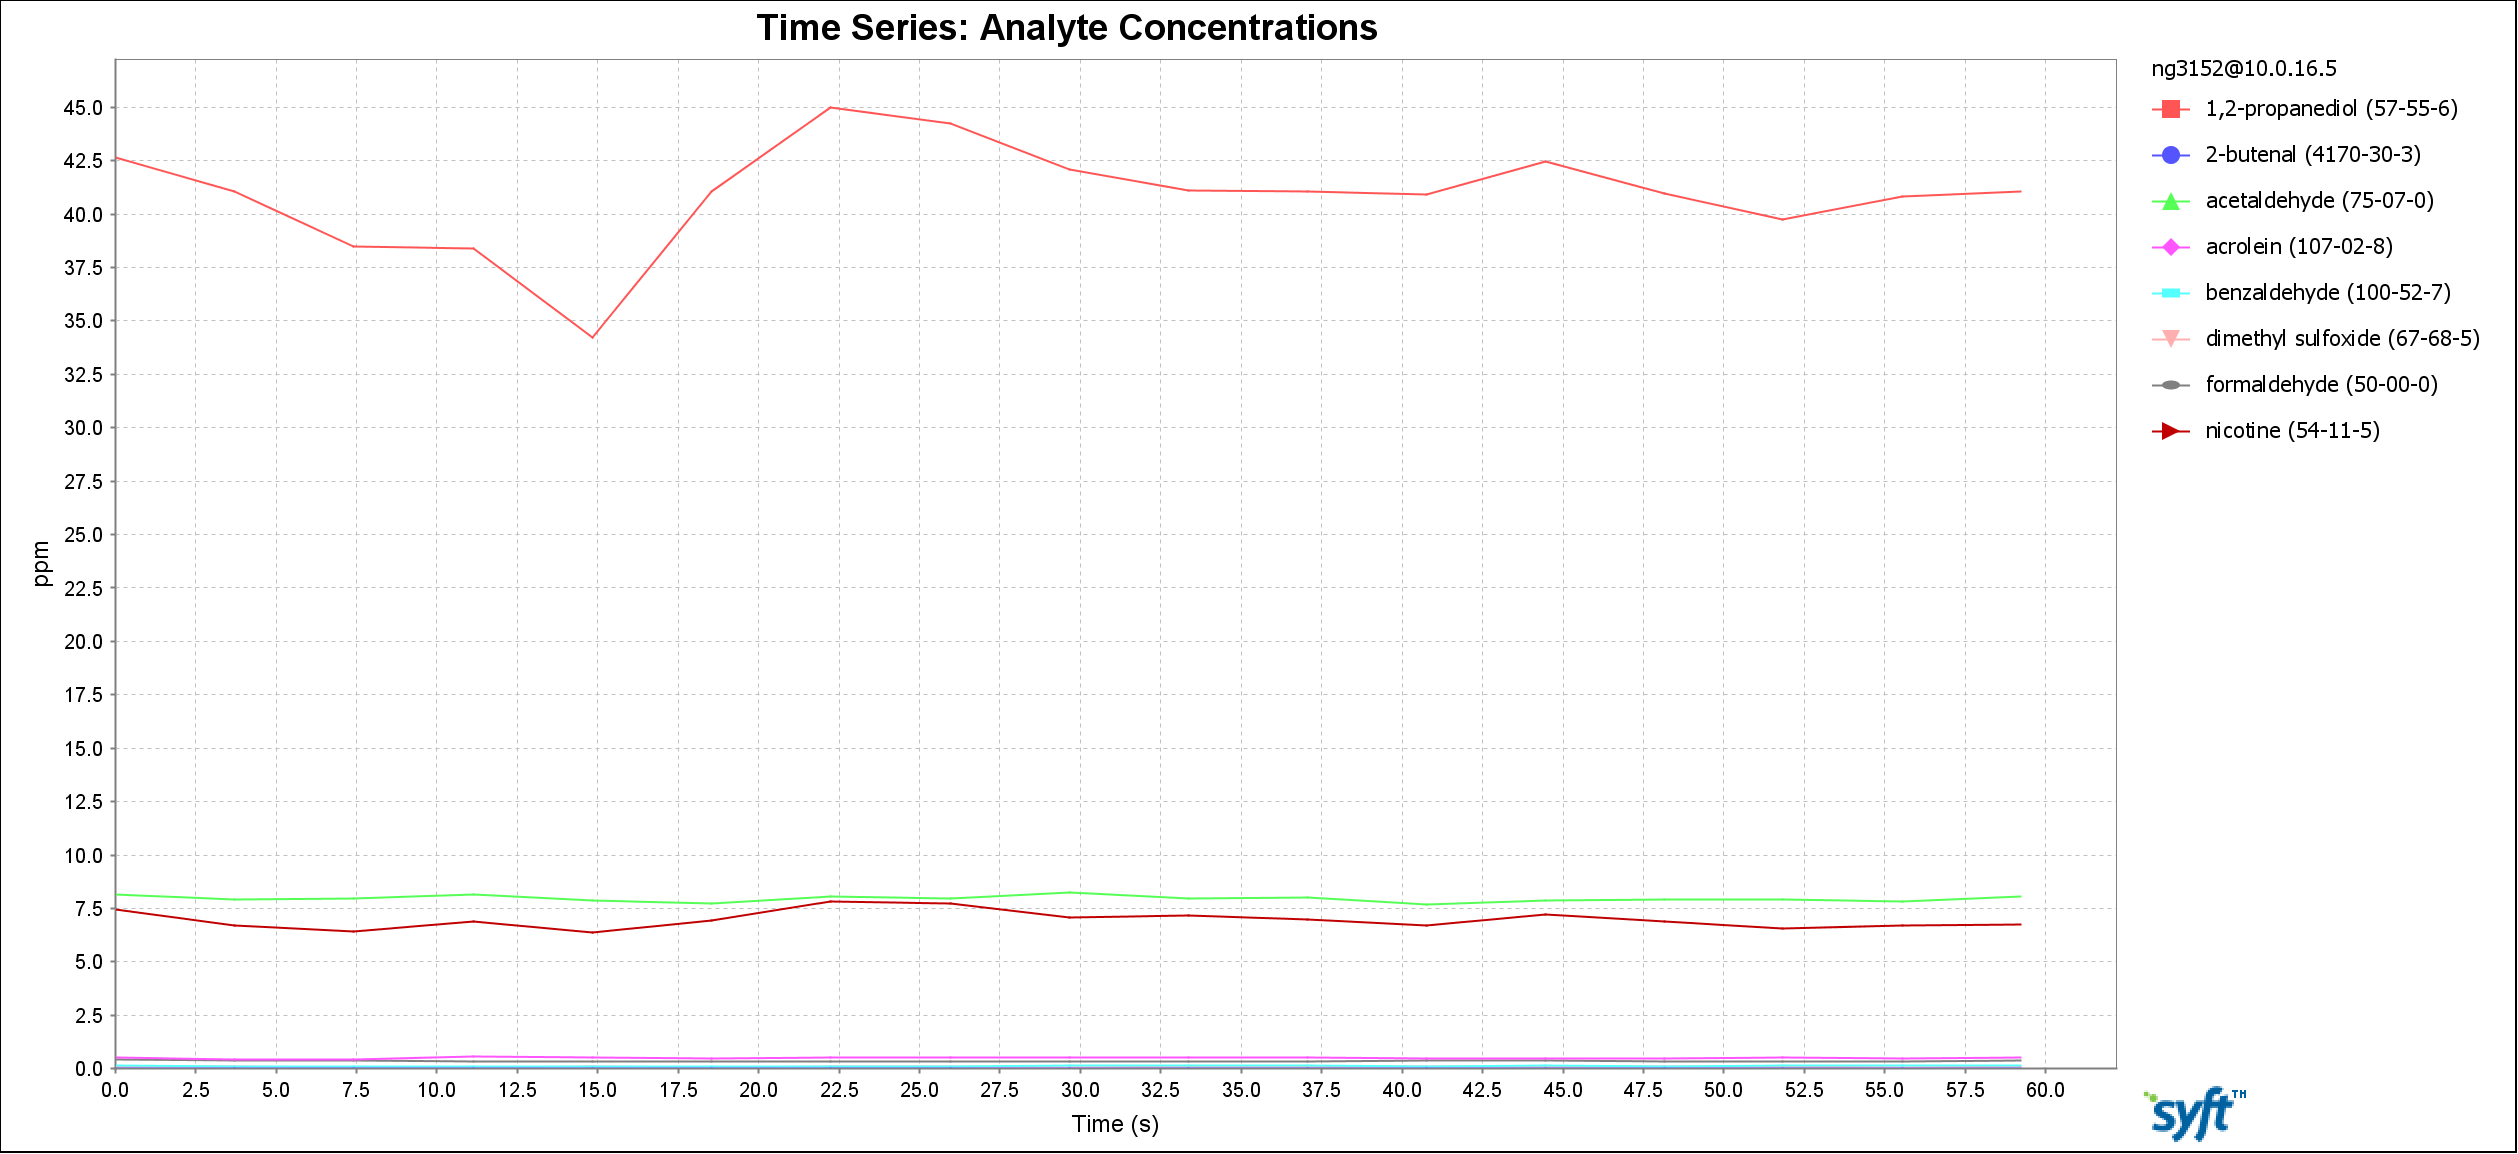 Time Series: Analyte Concentrations
ng3152@10.0.16.5
1,2-propanediol (57-55-6)
2-butenal (4170-30-3)
acetaldehyde (75-07-0)
acrolein (107-02-8)
benzaldehyde (100-52-7)
dimethyl sulfoxide (67-68-5)
formaldehyde (50-00-0)
nicotine (54-11-5)
45.0
42.5
40.0
37.5
35.0
32.5
30.0
27.5
25.0
22.5
20.0
17.5
15.0
12.5
10.0
7.5
5.0
2.5
0.0
ppm
0.0 2.5 5.0 7.5 10.0 12.5 15.0 17.5 20.0 22.5 25.0 27.5 30.0 32.5 35.0 37.5 40.0 42.5 45.0 47.5 50.0 52.5 55.0 57.5 60.0
Time (s)
syft™